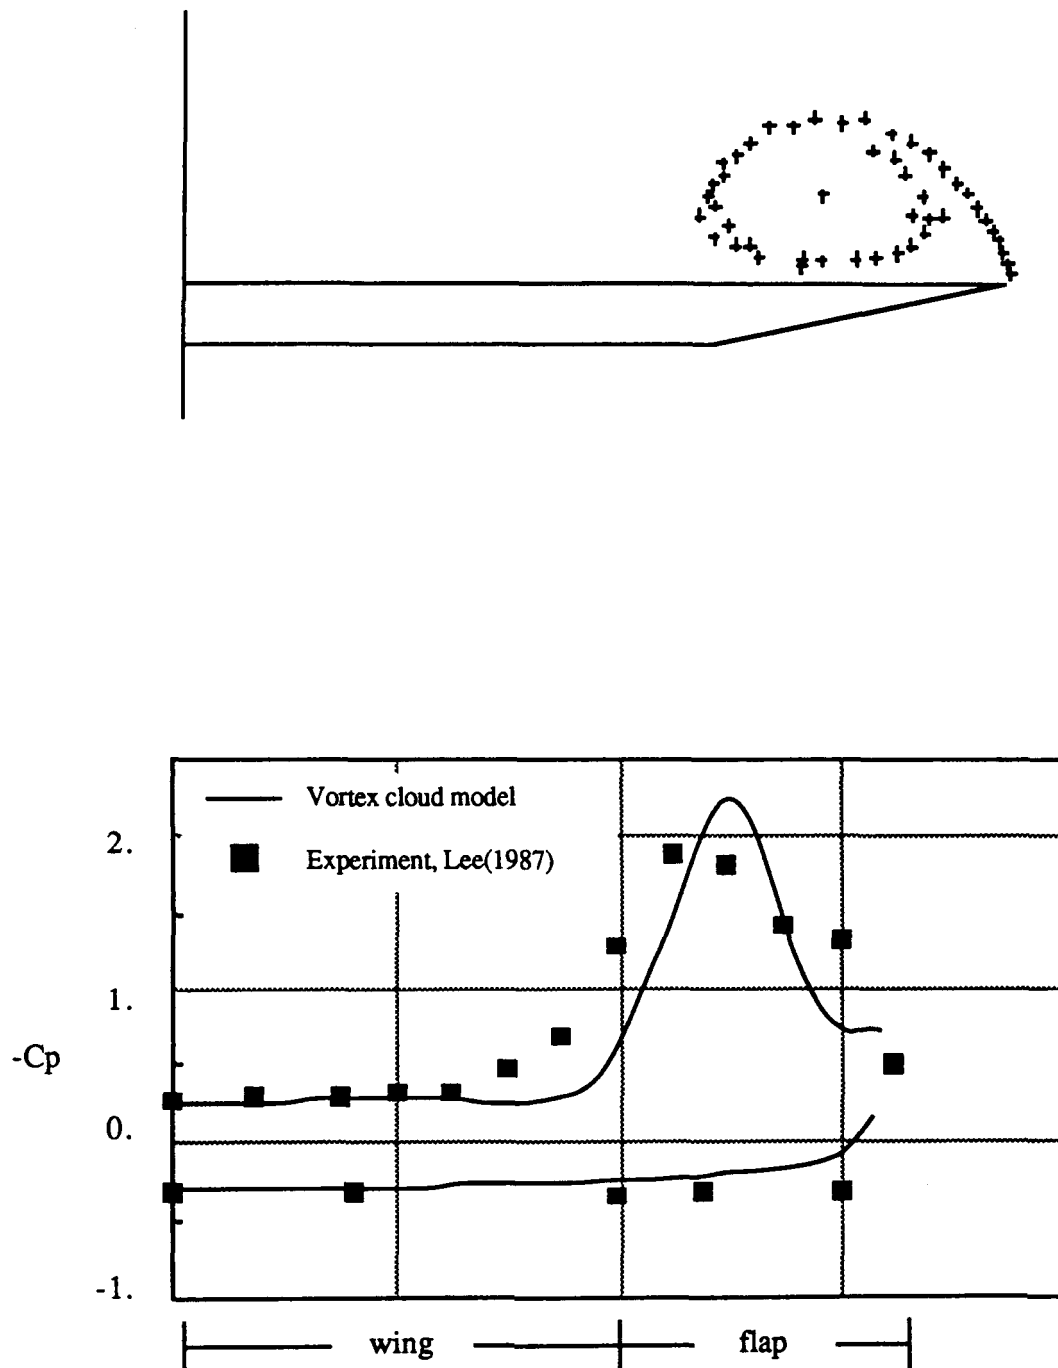 Vortex cloud model
2.
Experiment, Lee(1987)
1.
-Cp
0.
-1.
wing
flap